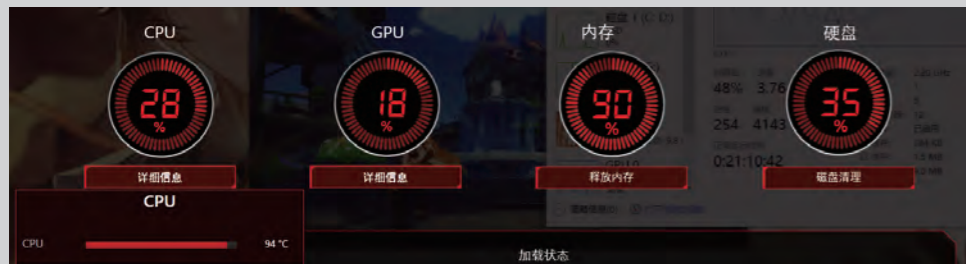 CPU
GPU
内存
硬盘
28
%
18
%
90
%
35
%
48% 3.76
254 4143
0:21:10:42
详细信息
详细信息
释放内存
磁盘清理
CPU
CPU
94 °C
加载状态